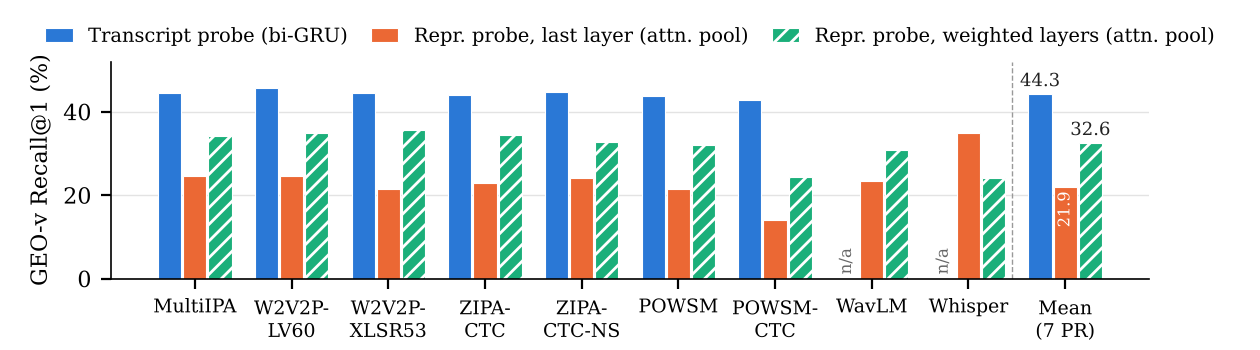 Transcript probe (bi-GRU) Repr. probe, last layer (attn. pool) Repr. probe, weighted layers (attn. pool)
GEO-v Recall@1 (%)
40
20
0
n/a
n/a
44.3
21.9
32.6
MultiIPA
W2V2P-
LV60
W2V2P-
XLSR53
ZIPA-
CTC
ZIPA-
CTC-NS
POWSM
POWSM-
CTC
WavLM
Whisper
Mean
(7 PR)